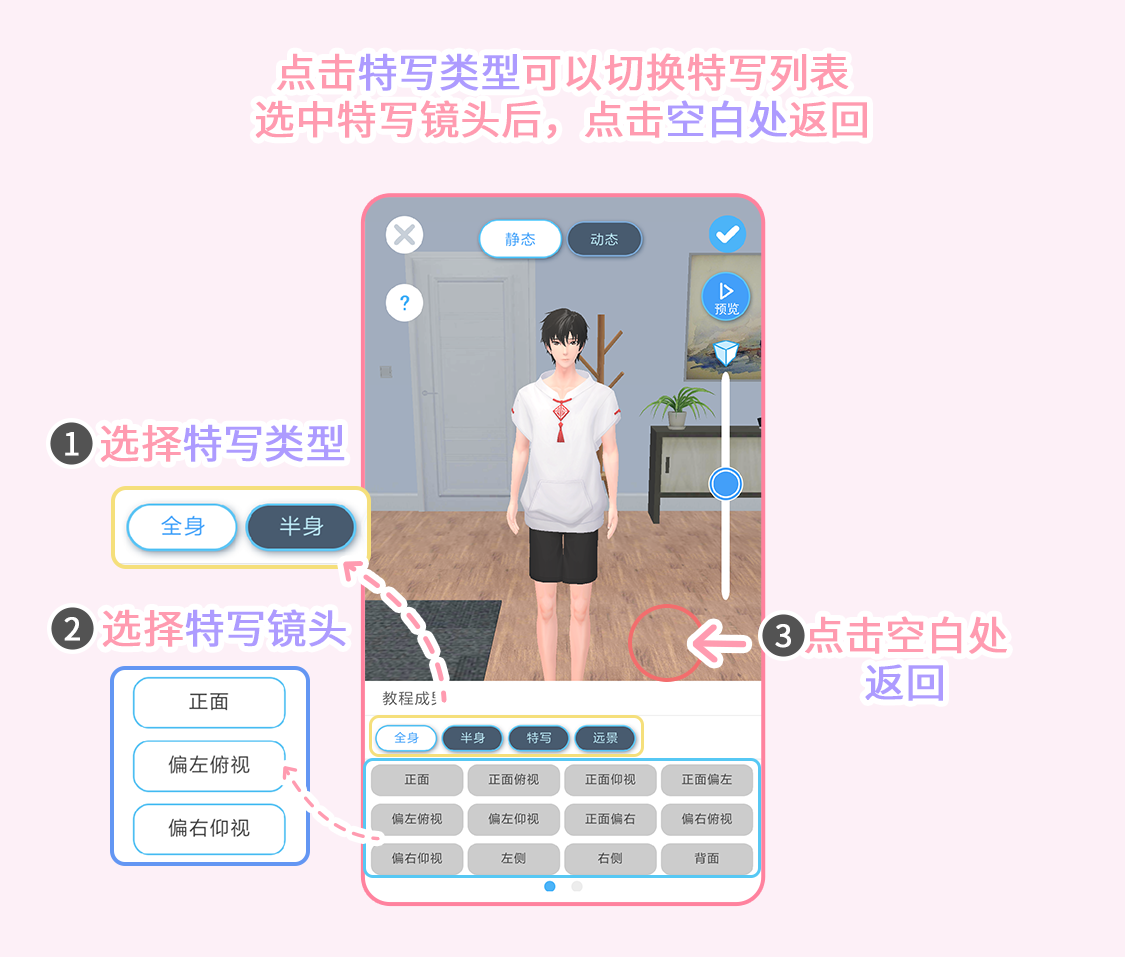 点击特写类型可以切换特写列表
选中特写镜头后，点击空白处返回
静态
动态
?
预览
1 选择特写类型
全身
半身
2 选择特写镜头
正面
偏左俯视
偏右仰视
3 点击空白处
返回
教程成
全身 半身 特写 远景
正面 正面俯视 正面仰视 正面偏左
偏左俯视 偏左仰视 正面偏右 偏右俯视
偏右仰视 左侧 右侧 背面